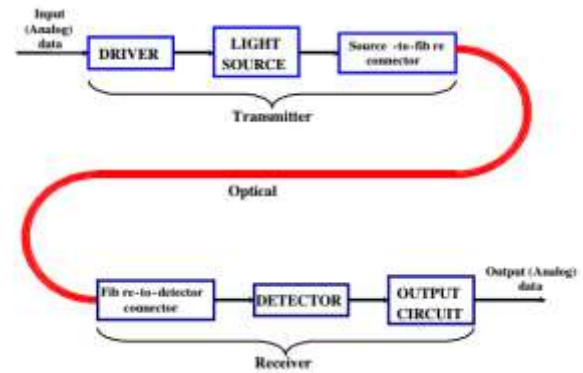 Input
(Analog)
data
DRIVER
LIGHT
SOURCE
Source -to-fib re
connector
Transmitter
Optical
Fib re-to-detector
connector
DETECTOR
OUTPUT
CIRCUIT
Output (Analog)
data
Receiver